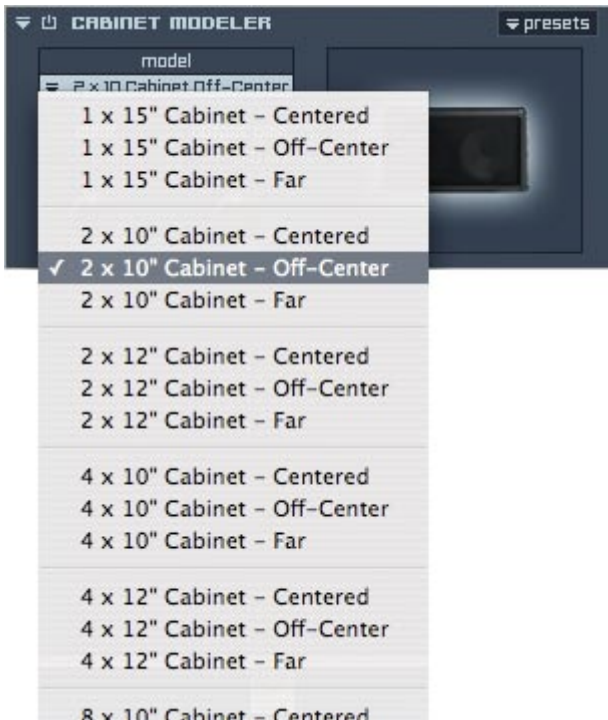 CABINET MODELER
presets
model
2 x 10 Cabinet Off-Center
1 x 15" Cabinet – Centered
1 x 15" Cabinet – Off-Center
1 x 15" Cabinet – Far
2 x 10" Cabinet – Centered
✓ 2 x 10" Cabinet – Off-Center
2 x 10" Cabinet – Far
2 x 12" Cabinet – Centered
2 x 12" Cabinet – Off-Center
2 x 12" Cabinet – Far
4 x 10" Cabinet – Centered
4 x 10" Cabinet – Off-Center
4 x 10" Cabinet – Far
4 x 12" Cabinet – Centered
4 x 12" Cabinet – Off-Center
4 x 12" Cabinet – Far
8 x 10" Cabinet – Centered